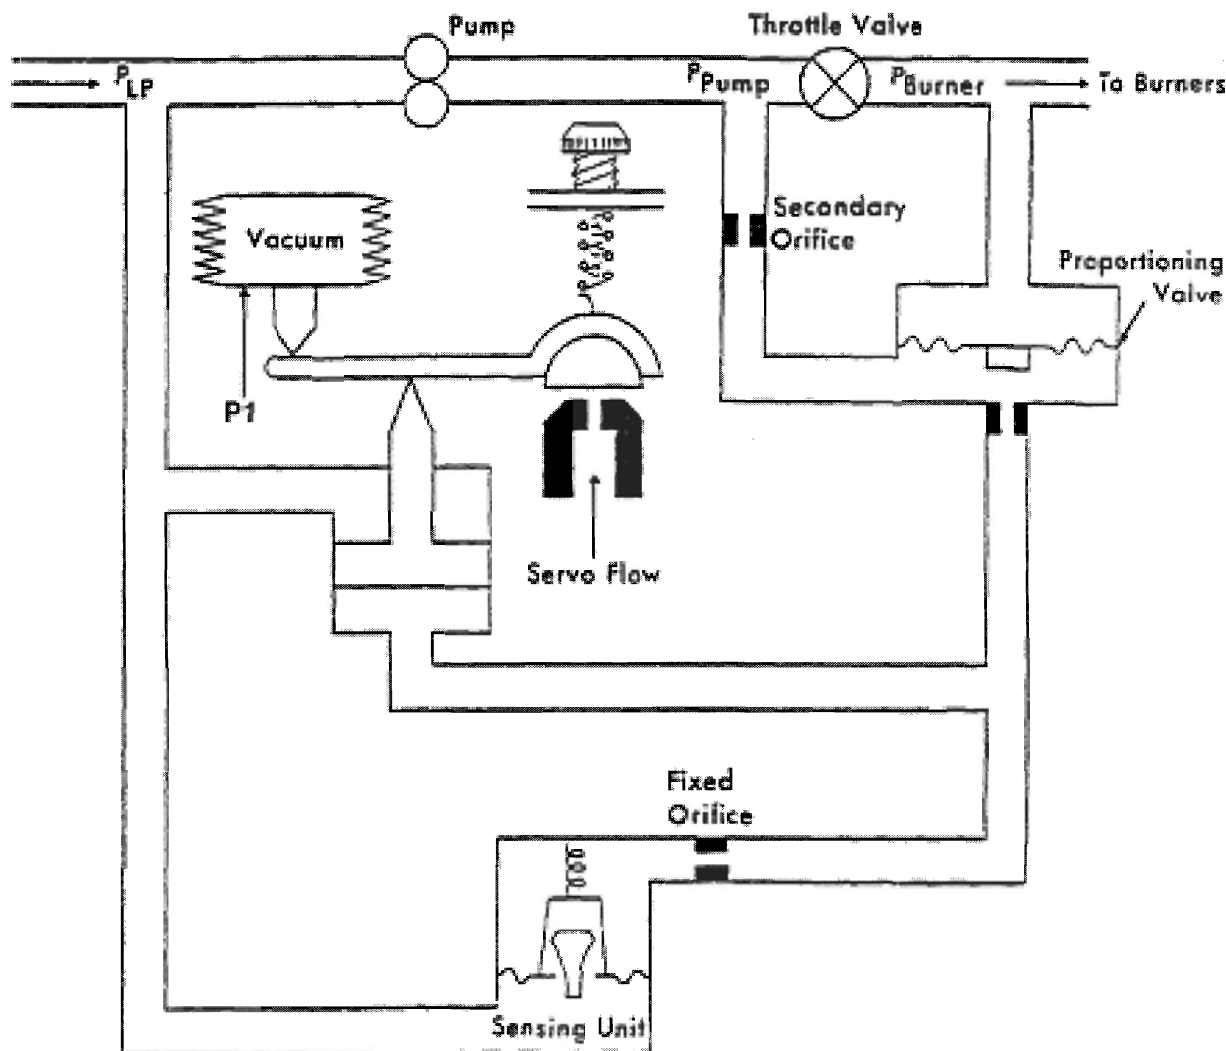 Pump
Throttle Valve
PLP
PPump
PBurner
To Burners
Secondary
Orifice
Vacuum
Proportioning
Valve
P1
Servo Flow
Fixed
Orifice
Sensing Unit